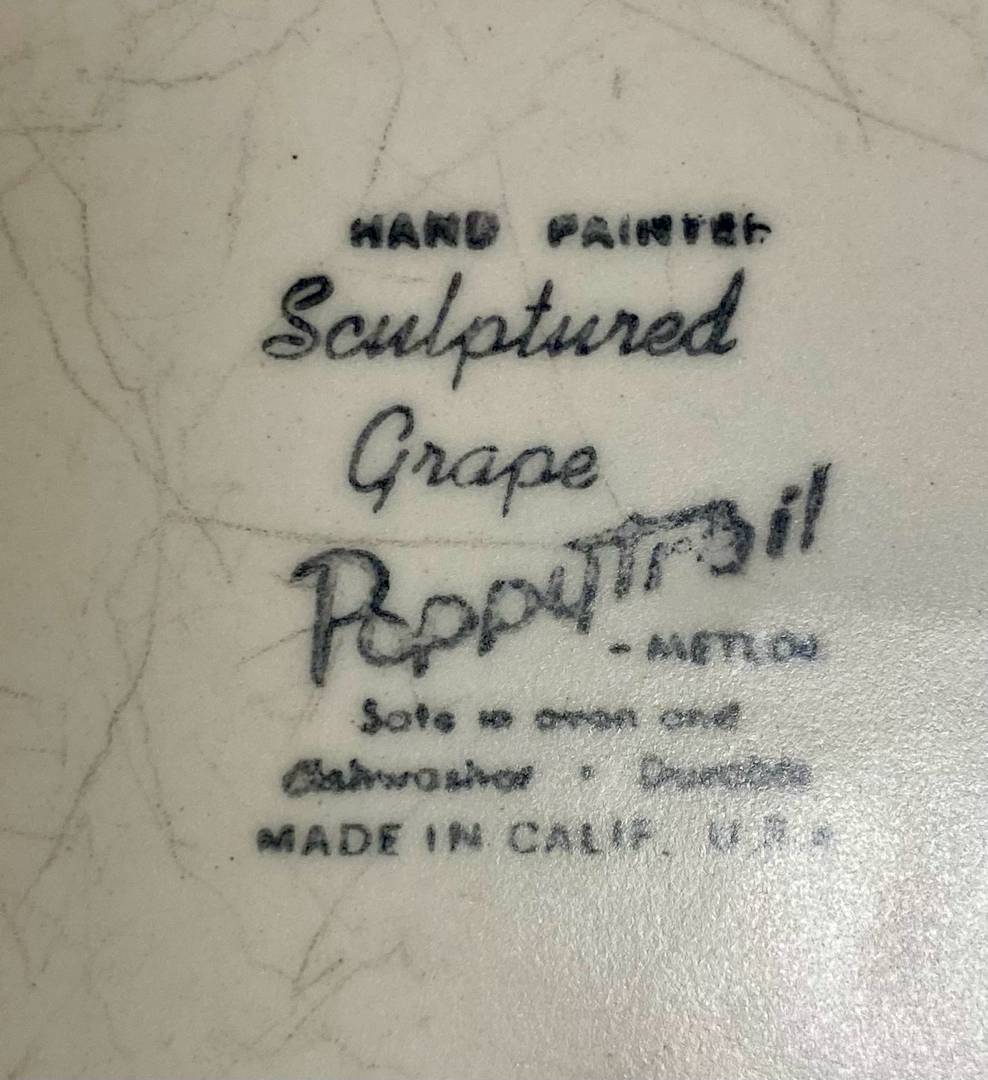 HAND PAINTED
Sculptured
Grape
PoppyTrail
- METLOX
Safe in oven and
Dishwasher · Durable
MADE IN CALIF. U.S.A.